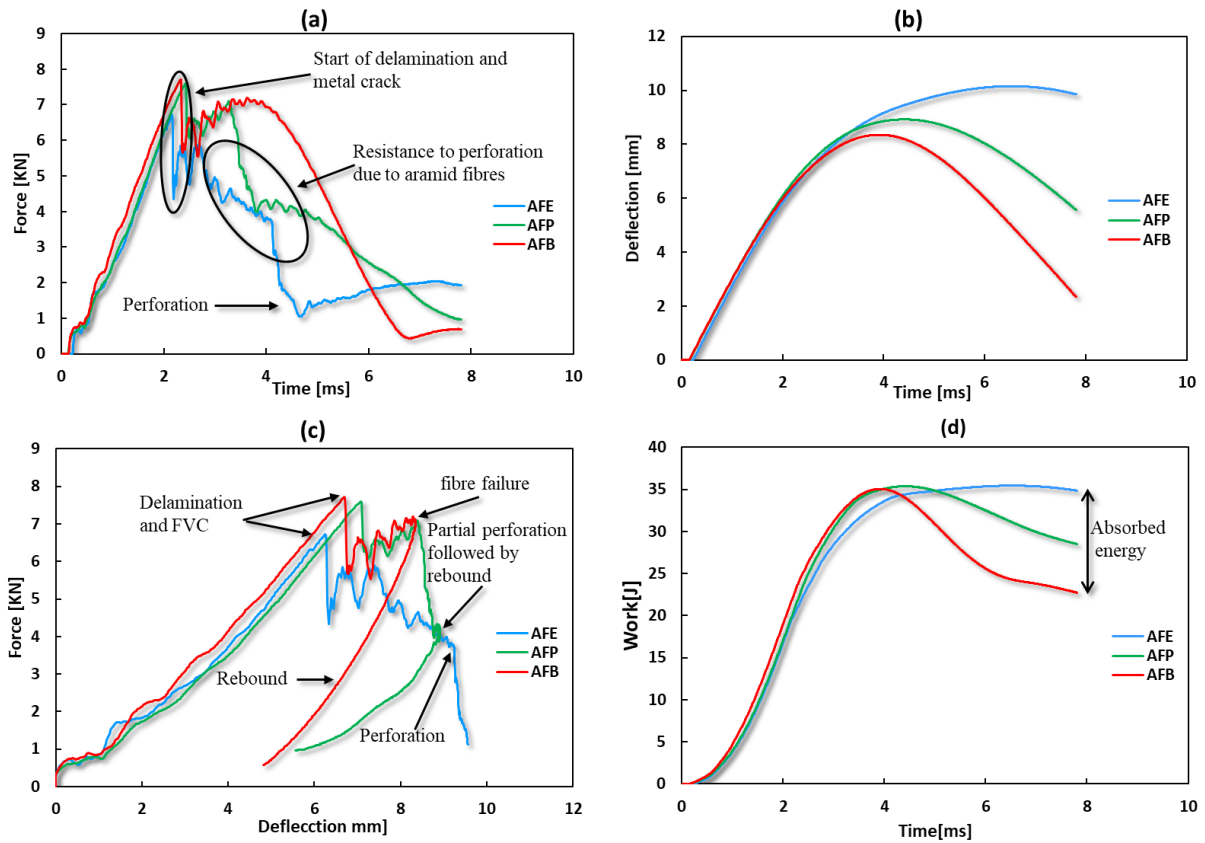 (a)
Force [KN]
9
8
7
6
5
4
3
2
1
0
Start of delamination and
metal crack
Resistance to perforation
due to aramid fibres
Perforation
AFE
AFP
AFB
0 2 4 6 8 10
Time [ms]
(b)
Deflection [mm]
12
10
8
6
4
2
0
AFE
AFP
AFB
0 2 4 6 8 10
Time [ms]
(c)
Force [KN]
9
8
7
6
5
4
3
2
1
0
Delamination
and FVC
fibre failure
Partial perforation
followed by
rebound
Rebound
Perforation
AFE
AFP
AFB
0 2 4 6 8 10 12
Deflecction mm]
(d)
Work[J]
40
35
30
25
20
15
10
5
0
Absorbed
energy
AFE
AFP
AFB
0 2 4 6 8 10
Time[ms]